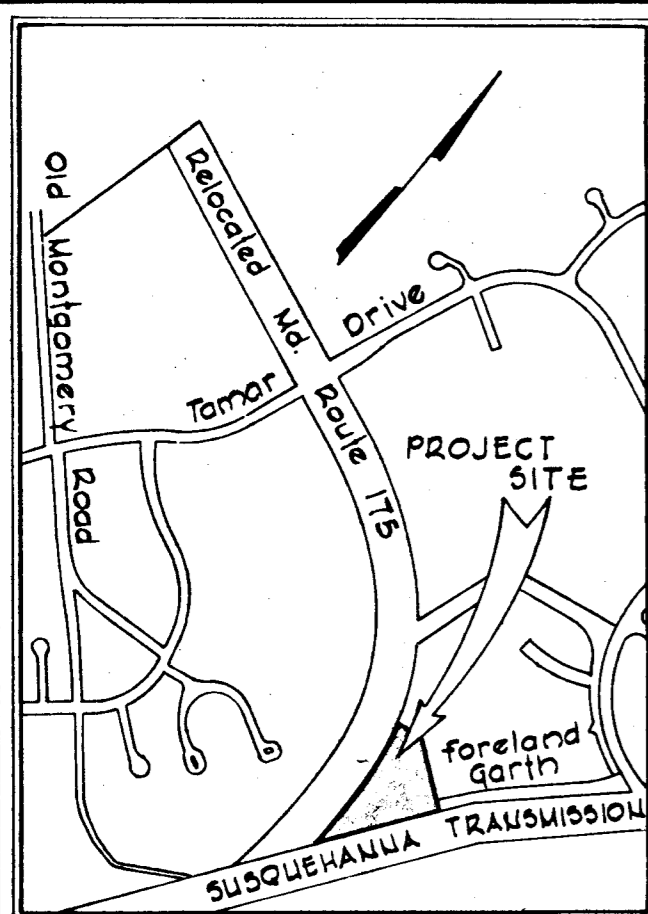 Old Montgomery Road
Relocated Md. Route 175
Tamar Drive
PROJECT
SITE
Foreland
Garth
SUSQUEHANNA TRANSMISSION